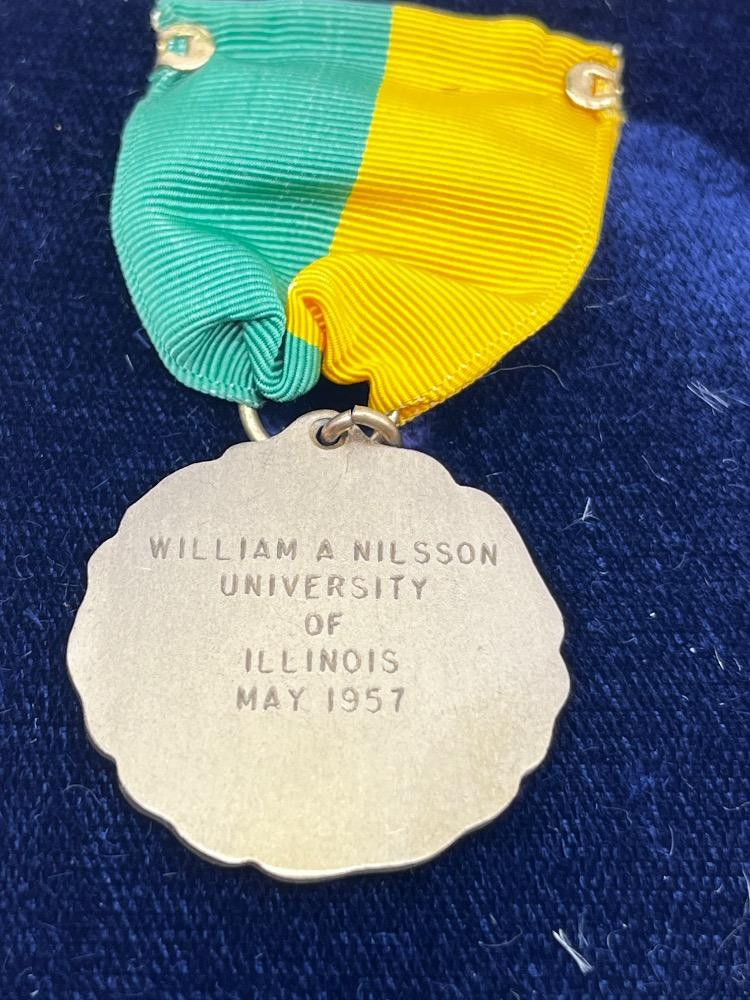 WILLIAM A NILSSON
UNIVERSITY
OF
ILLINOIS
MAY 1957